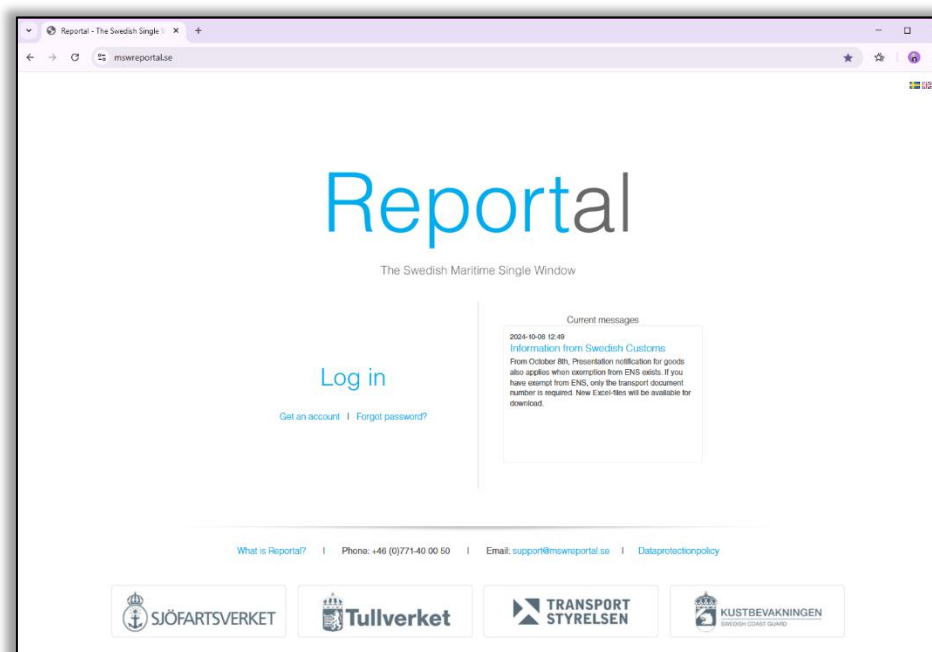 Reportal - The Swedish Single
mswreportal.se
Reportal
The Swedish Maritime Single Window
Current messages
2024-10-08 12:49
Information from Swedish Customs
From October 8th, Presentation notification for goods
also applies when exemption from ENS exists. If you
have exempt from ENS, only the transport document
number is required. New Excel-files will be available for
download.
Log in
Get an account | Forgot password?
What is Reportal? | Phone: +46 (0)771-40 00 50 | Email: support@mswreportal.se | Dataprotectionpolicy
SJÖFARTSVERKET
Tullverket
TRANSPORT
STYRELSEN
KUSTBEVAKNINGEN
SWEDISH COAST GUARD